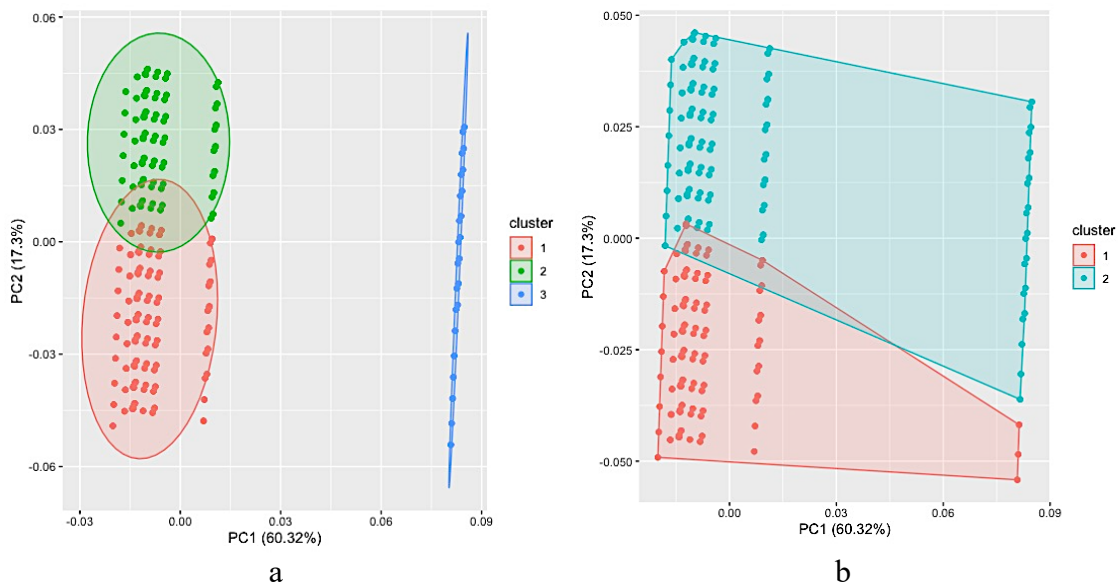 0.06
0.03
0.00
-0.03
-0.06
PC2 (17.3%)
-0.03 0.00 0.03 0.06 0.09
PC1 (60.32%)
cluster
1
2
3
a
0.050
0.025
0.000
-0.025
-0.050
PC2 (17.3%)
0.00 0.03 0.06 0.09
PC1 (60.32%)
cluster
1
2
b